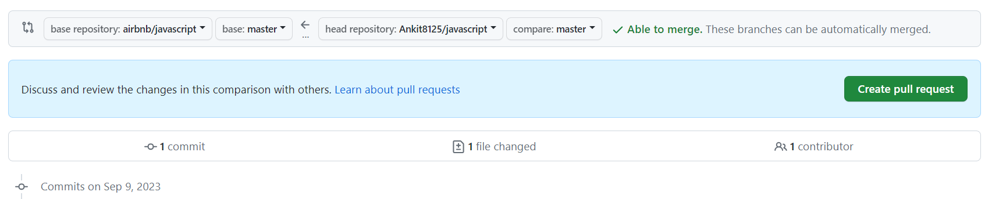 base repository: airbnb/javascript base: master ... head repository: Ankit8125/javascript compare: master Able to merge. These branches can be automatically merged.
Discuss and review the changes in this comparison with others. Learn about pull requests Create pull request
1 commit 1 file changed 1 contributor
Commits on Sep 9, 2023